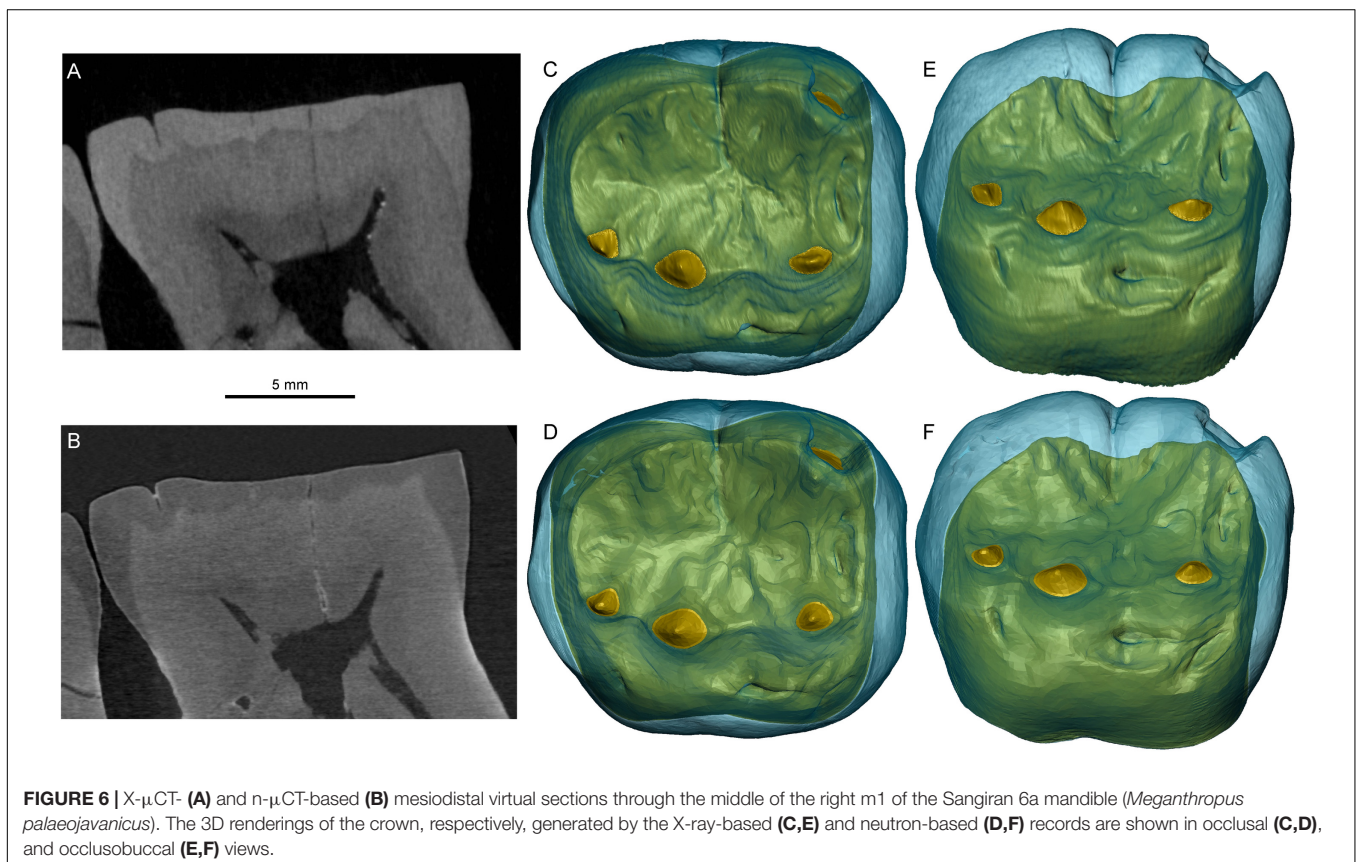 A
C
E
5 mm
B
D
F
FIGURE 6 | X-μCT- (A) and n-μCT-based (B) mesiodistal virtual sections through the middle of the right m1 of the Sangiran 6a mandible (Meganthropus
palaeojavanicus). The 3D renderings of the crown, respectively, generated by the X-ray-based (C,E) and neutron-based (D,F) records are shown in occlusal (C,D),
and occlusobuccal (E,F) views.